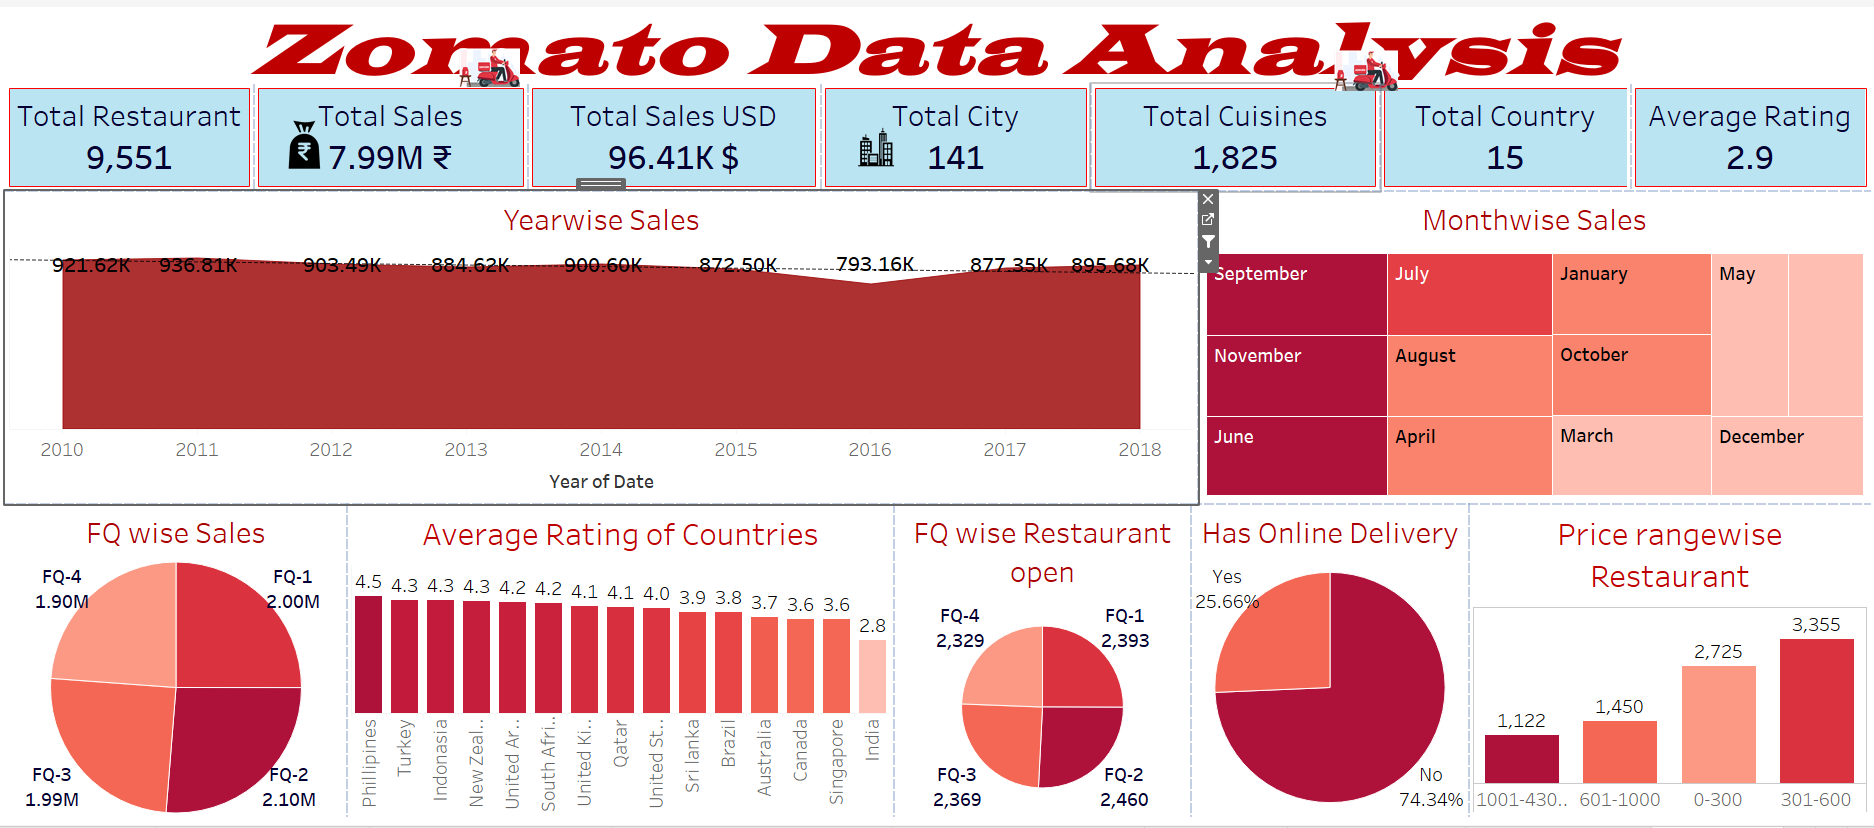 Zomato Data Analysis
Total Restaurant
9,551
Total Sales
7.99M ₹
Total Sales USD
96.41K $
Total City
141
Total Cuisines
1,825
Total Country
15
Average Rating
2.9
Yearwise Sales
921.62K 936.81K 903.49K 884.62K 900.60K 872.50K 793.16K 877.35K 895.68K
2010 2011 2012 2013 2014 2015 2016 2017 2018
Year of Date
Monthwise Sales
September
July
January
May
November
August
October
June
April
March
December
FQ wise Sales
FQ-4
1.90M
FQ-1
2.00M
FQ-3
1.99M
FQ-2
2.10M
Average Rating of Countries
4.5 4.3 4.3 4.3 4.2 4.2 4.1 4.1 4.0 3.9 3.8 3.7 3.6 3.6 2.8
Phillipines
Turkey
Indonasia
New Zeal..
United Ar..
South Afri..
United Ki..
Qatar
United St..
Sri lanka
Brazil
Australia
Canada
Singapore
India
FQ wise Restaurant
open
FQ-4
2,329
FQ-1
2,393
FQ-3
2,369
FQ-2
2,460
Has Online Delivery
Yes
25.66%
No
74.34%
Price rangewise
Restaurant
1,122 1,450 2,725 3,355
1001-430.. 601-1000 0-300 301-600